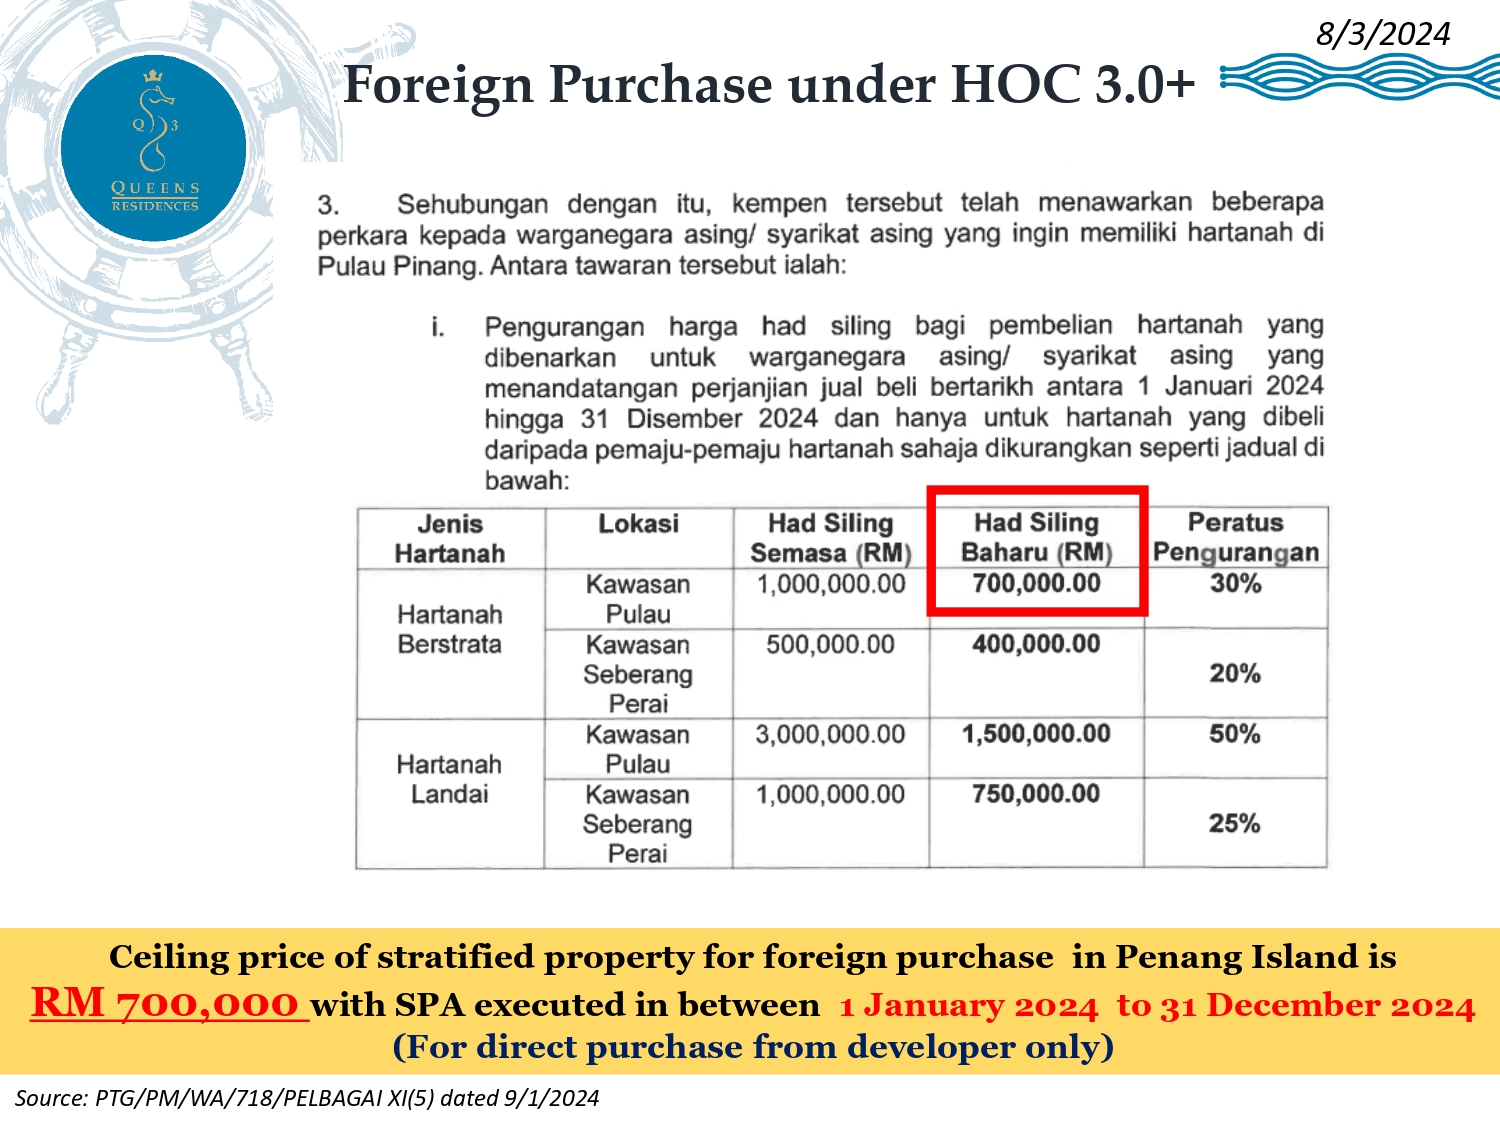 8/3/2024
Foreign Purchase under HOC 3.0+
Q 3
QUEENS
RESIDENCES
3. Sehubungan dengan itu, kempen tersebut telah menawarkan beberapa
perkara kepada warganegara asing/ syarikat asing yang ingin memiliki hartanah di
Pulau Pinang. Antara tawaran tersebut ialah:
i. Pengurangan harga had siling bagi pembelian hartanah yang
dibenarkan untuk warganegara asing/ syarikat asing yang
menandatangan perjanjian jual beli bertarikh antara 1 Januari 2024
hingga 31 Disember 2024 dan hanya untuk hartanah yang dibeli
daripada pemaju-pemaju hartanah sahaja dikurangkan seperti jadual di
bawah:
Jenis Hartanah Lokasi Had Siling Semasa (RM) Had Siling Baharu (RM) Peratus Pengurangan
Hartanah Berstrata Kawasan Pulau 1,000,000.00 700,000.00 30%
Kawasan Seberang Perai 500,000.00 400,000.00 20%
Hartanah Landai Kawasan Pulau 3,000,000.00 1,500,000.00 50%
Kawasan Seberang Perai 1,000,000.00 750,000.00 25%
Ceiling price of stratified property for foreign purchase in Penang Island is
RM 700,000 with SPA executed in between 1 January 2024 to 31 December 2024
(For direct purchase from developer only)
Source: PTG/PM/WA/718/PELBAGAI XI(5) dated 9/1/2024